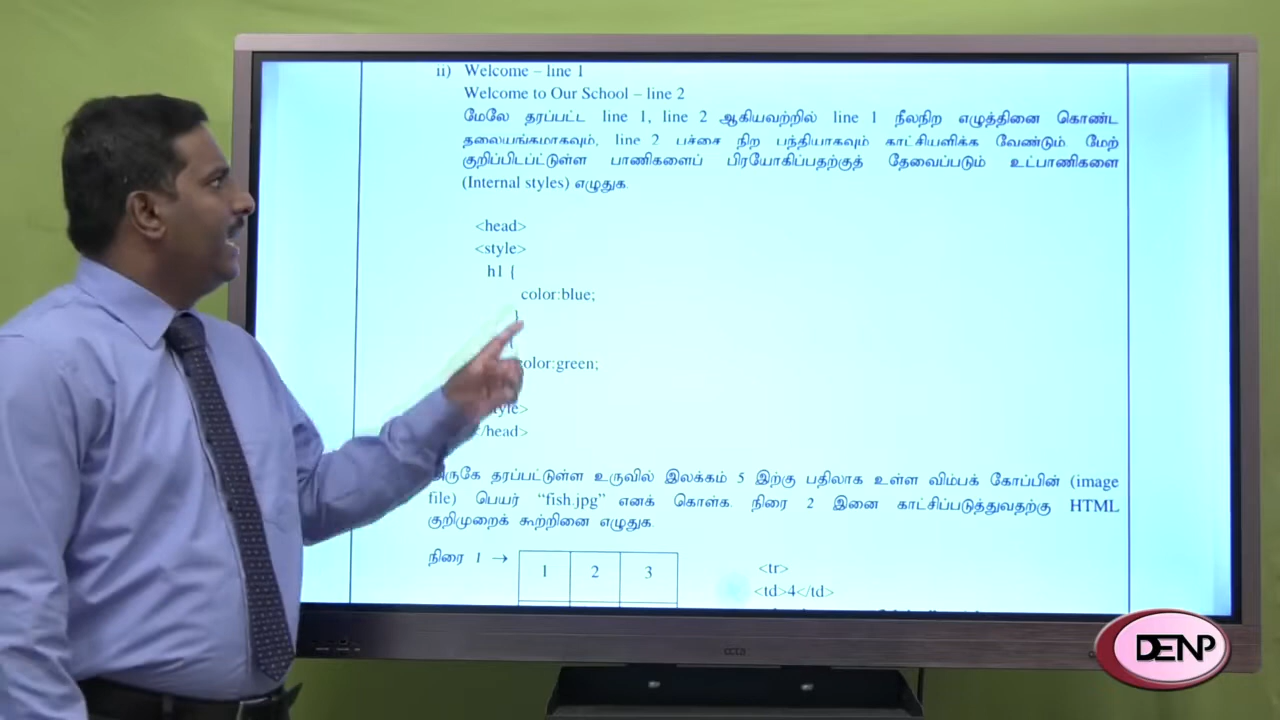 ii) Welcome – line 1
Welcome to Our School – line 2
மேலே தரப்பட்ட line 1, line 2 ஆகியவற்றில் line 1 நீலநிற எழுத்தினை கொண்ட
தலையங்கமாகவும், line 2 பச்சை நிற பந்தியாகவும் காட்சியளிக்க வேண்டும். மேற்
குறிப்பிடப்ட்டுள்ள பாணிகளைப் பிரயோகிப்பதற்குத் தேவைப்படும் உட்பாணிகளை
(Internal styles) எழுதுக.
<head>
<style>
h1 {
color:blue;
}
{
color:green;
style>
</head>
அருகே தரப்பட்டுள்ள உருவில் இலக்கம் 5 இற்கு பதிலாக உள்ள விம்பக் கோப்பின் (image
file) பெயர் “fish.jpg” எனக் கொள்க. நிரை 2 இனை காட்சிப்படுத்துவதற்கு HTML
குறிமுறைக் கூற்றினை எழுதுக.
நிரை 1 → 1 2 3
<tr>
<td>4</td>
DENP